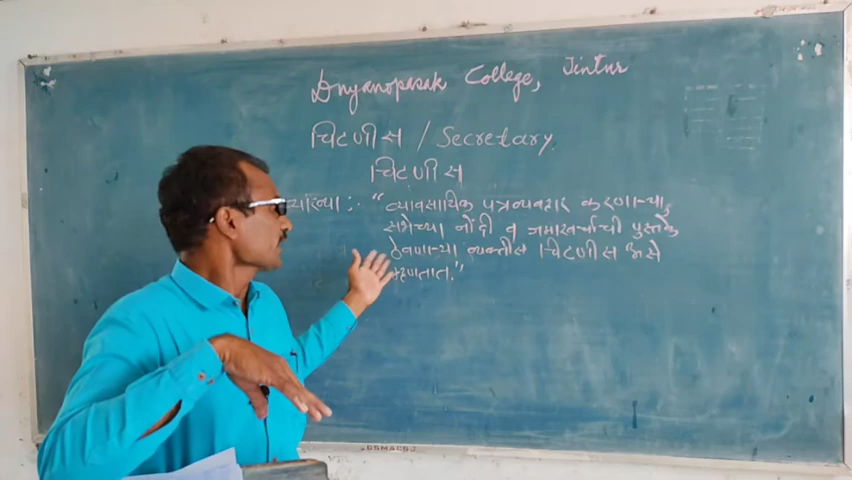 Dnyanopasak College, Jintur
चिटणीस / Secretary.
चिटणीस
व्याख्या :- "व्यावसायिक पत्रव्यवहार करणाऱ्या,
सभेच्या नोंदी व जमाखर्चाची पुस्तके
ठेवणाऱ्या व्यक्तीस चिटणीस असे
म्हणतात."